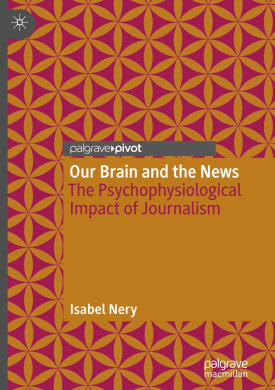 palgrave pivot
Our Brain and the News
The Psychophysiological
Impact of Journalism
Isabel Nery
palgrave
macmillan